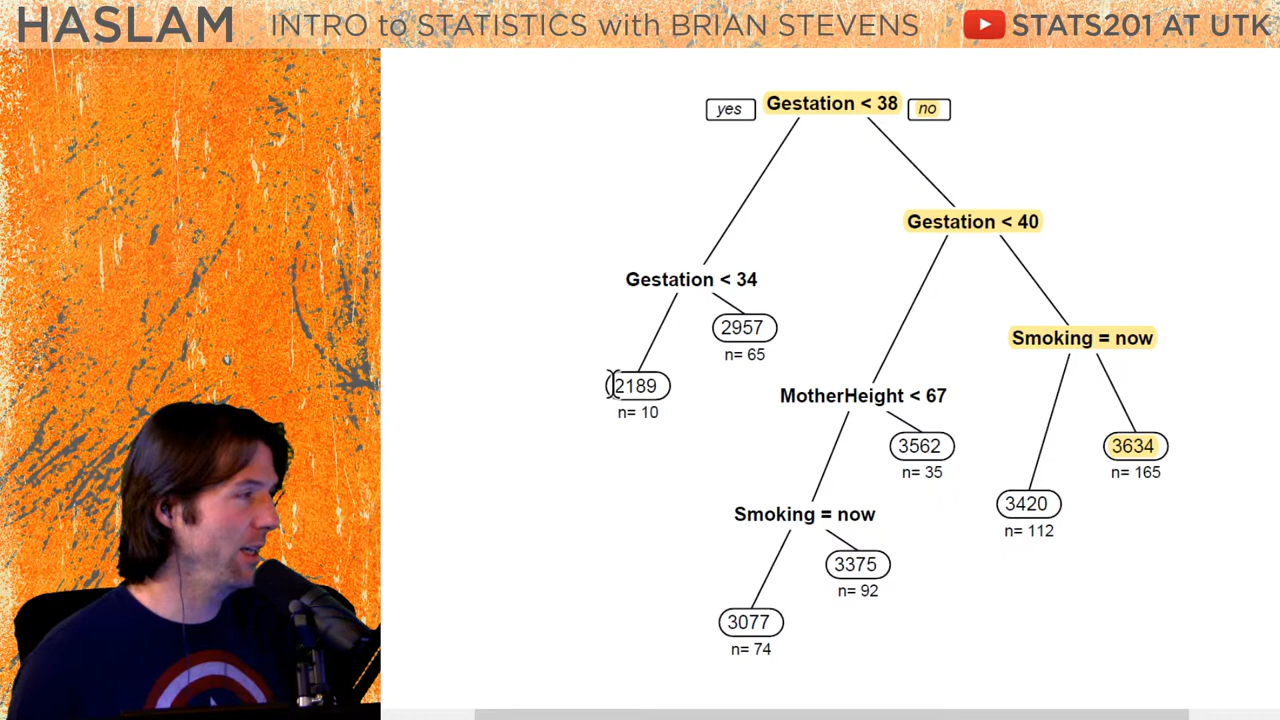 HASLAM INTRO to STATISTICS with BRIAN STEVENS STATS201 AT UTK
yes Gestation < 38 no
Gestation < 40
Gestation < 34
2957
n= 65
Smoking = now
2189
n= 10
MotherHeight < 67
3562
n= 35
3634
n= 165
3420
n= 112
Smoking = now
3375
n= 92
3077
n= 74